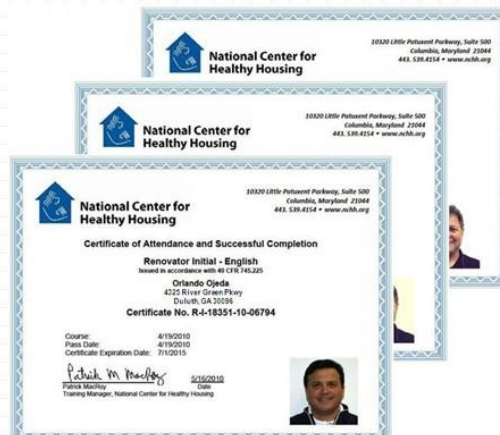 National Center for
Healthy Housing
10320 Little Patuxent Parkway, Suite 500
Columbia, Maryland 21044
443. 539.4154 • www.nchh.org
National Center for
Healthy Housing
10320 Little Patuxent Parkway, Suite 500
Columbia, Maryland 21044
443. 539.4154 • www.nchh.org
National Center for
Healthy Housing
10320 Little Patuxent Parkway, Suite 500
Columbia, Maryland 21044
443. 539.4154 • www.nchh.org
Certificate of Attendance and Successful Completion
Renovator Initial - English
Issued in accordance with 40 CFR 745.225
Orlando Ojeda
4325 River Green Pkwy
Duluth, GA 30096
Certificate No. R-I-18351-10-06794
Course: 4/19/2010
Pass Date: 4/19/2010
Certificate Expiration Date: 7/1/2015
Patrick M MacRoy
5/16/2010
Patrick MacRoy Date
Training Manager, National Center for Healthy Housing